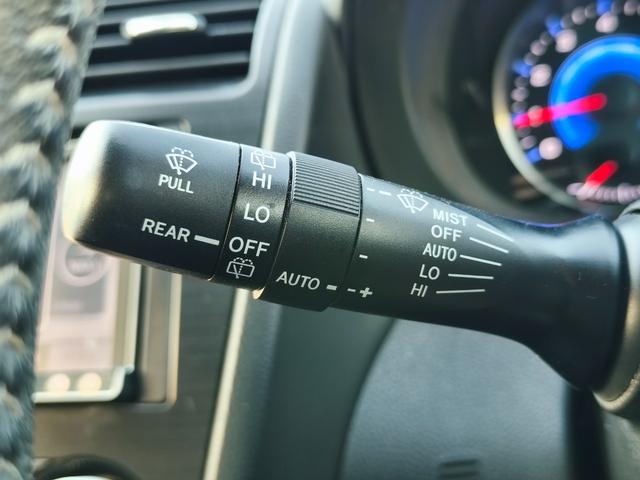 PULL
REAR
HI
LO
OFF
AUTO
- +
MIST
OFF
AUTO
LO
HI